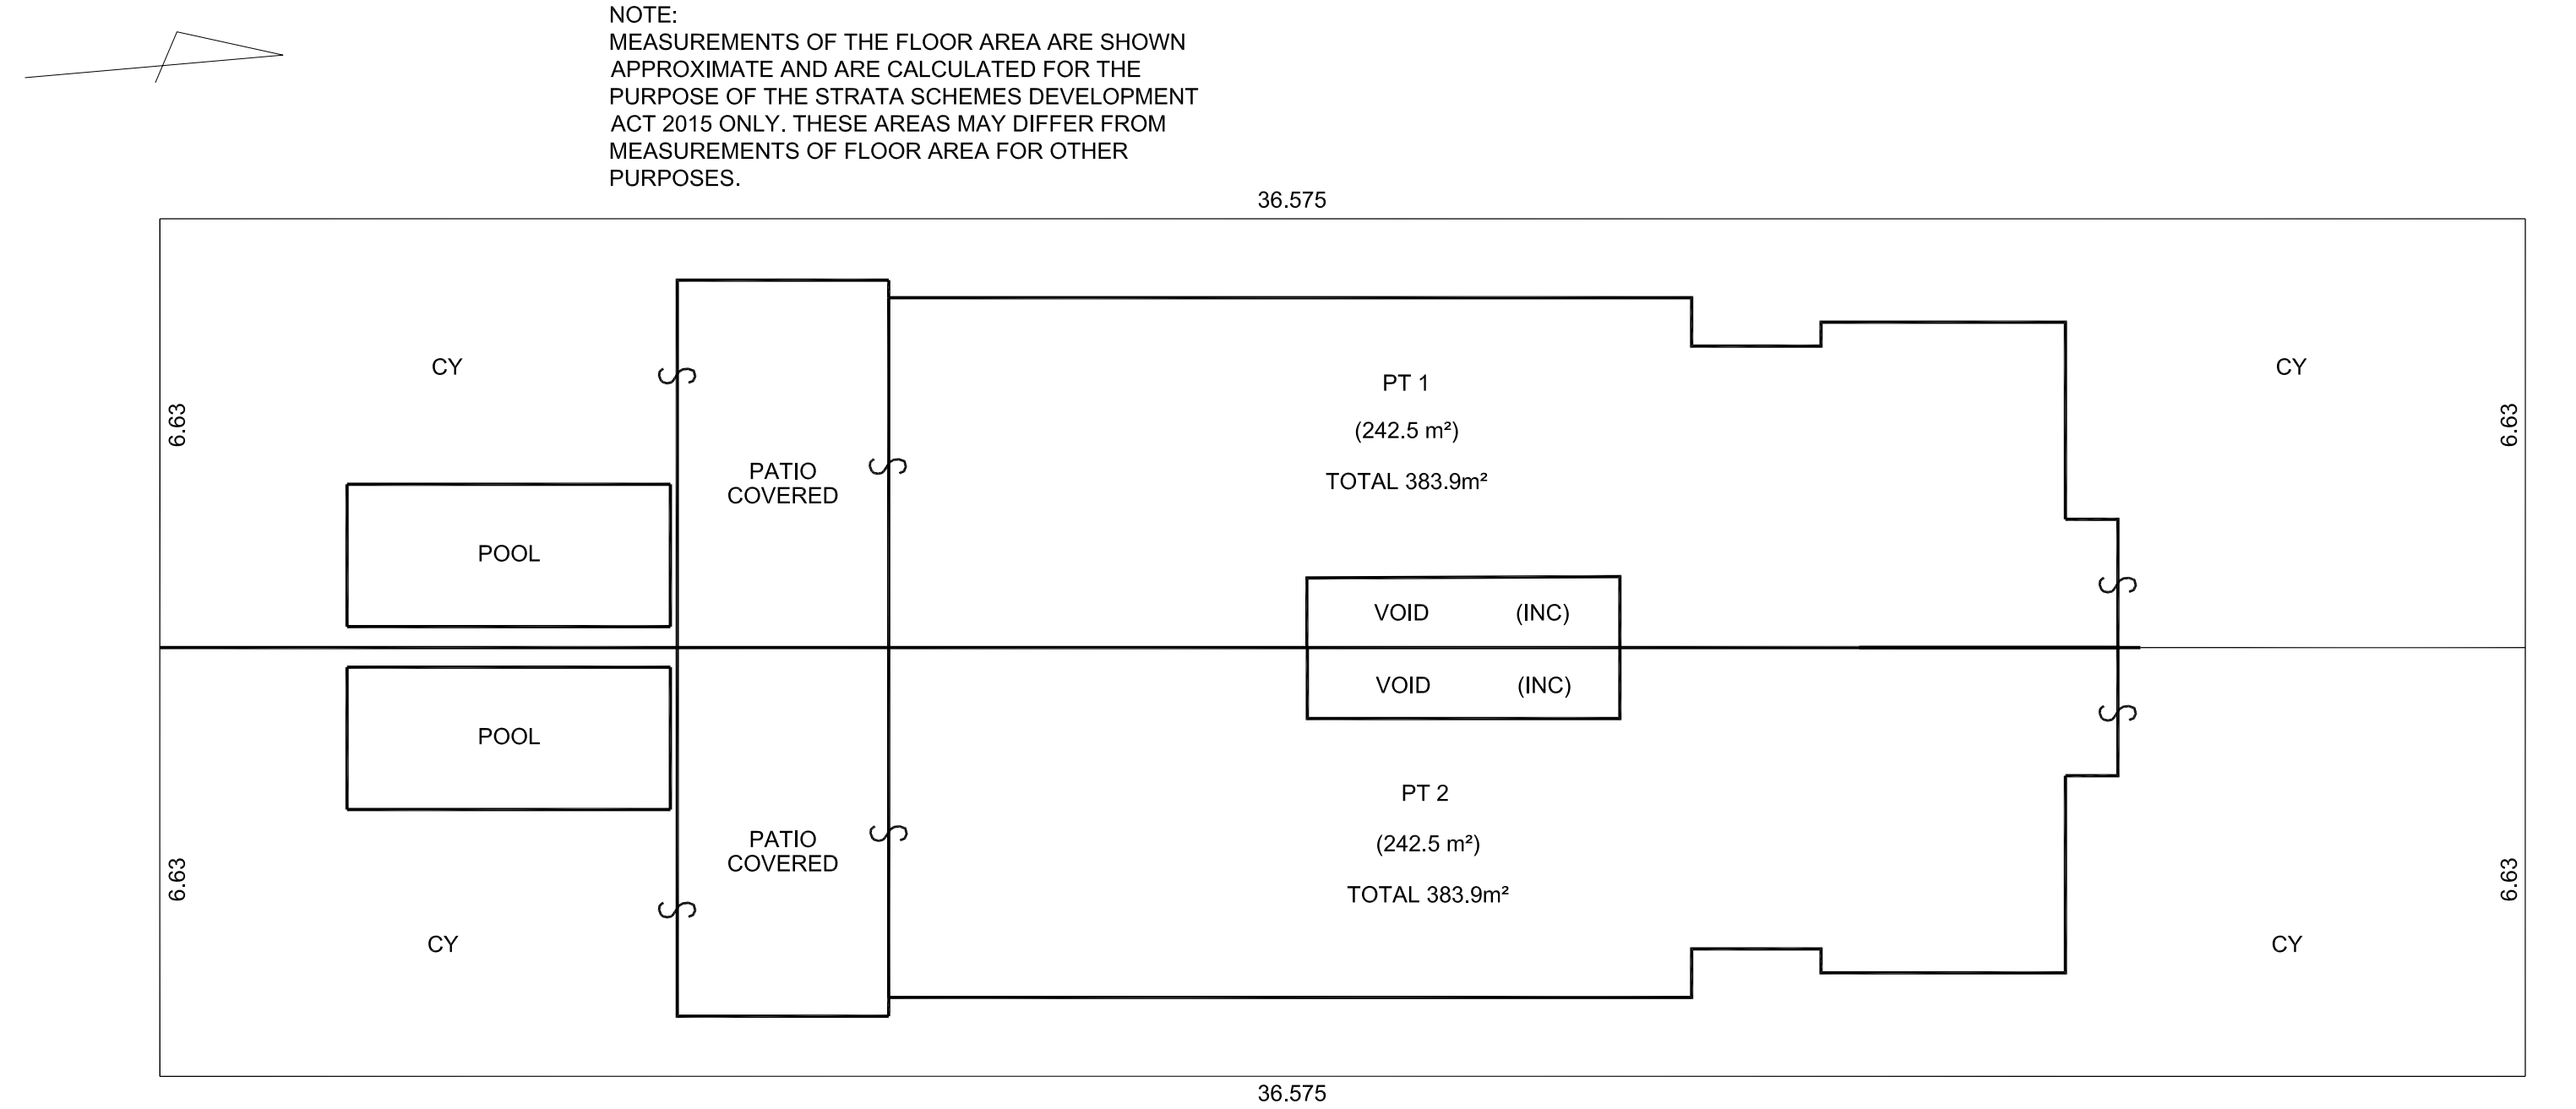 NOTE:
MEASUREMENTS OF THE FLOOR AREA ARE SHOWN
APPROXIMATE AND ARE CALCULATED FOR THE
PURPOSE OF THE STRATA SCHEMES DEVELOPMENT
ACT 2015 ONLY. THESE AREAS MAY DIFFER FROM
MEASUREMENTS OF FLOOR AREA FOR OTHER
PURPOSES.
36.575
CY
CY
PT 1
(242.5 m²)
TOTAL 383.9m²
6.63
6.63
PATIO
COVERED
POOL
VOID (INC)
VOID (INC)
POOL
PT 2
(242.5 m²)
TOTAL 383.9m²
PATIO
COVERED
6.63
6.63
CY
CY
36.575